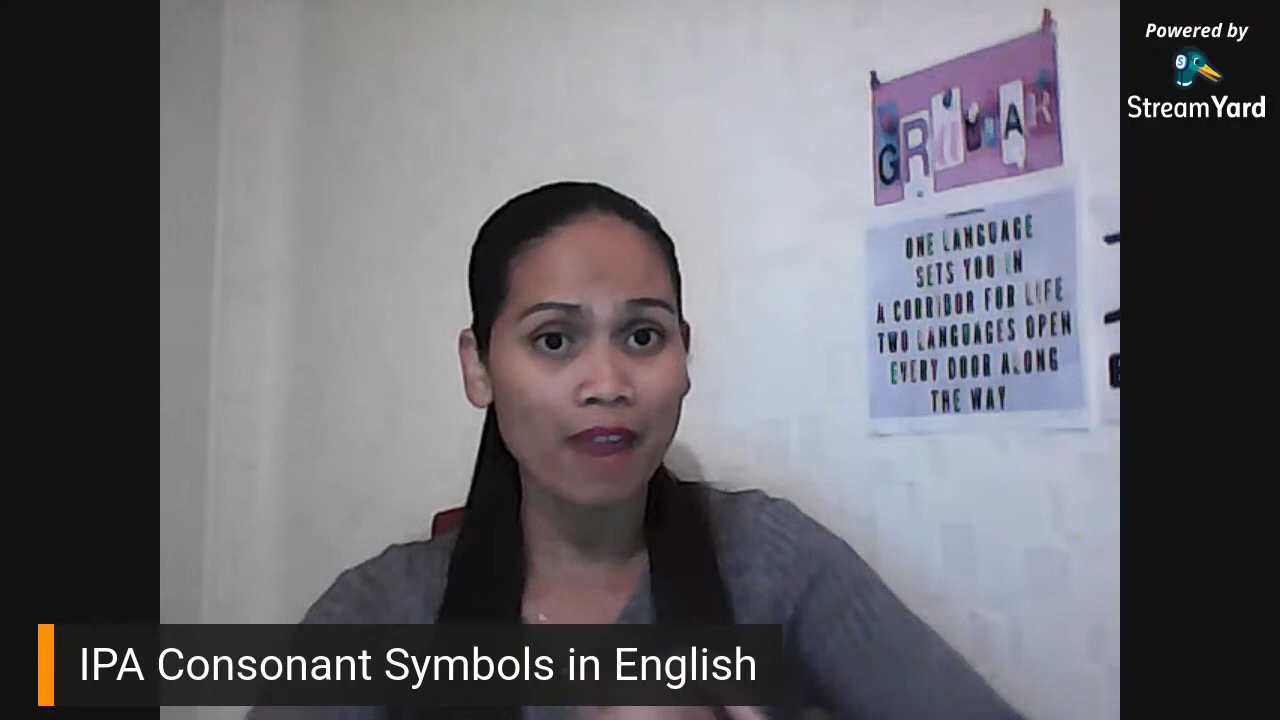 Powered by
StreamYard
GRAMMAR
ONE LANGUAGE
SETS YOU IN
A CORRIDOR FOR LIFE
TWO LANGUAGES OPEN
EVERY DOOR ALONG
THE WAY
IPA Consonant Symbols in English